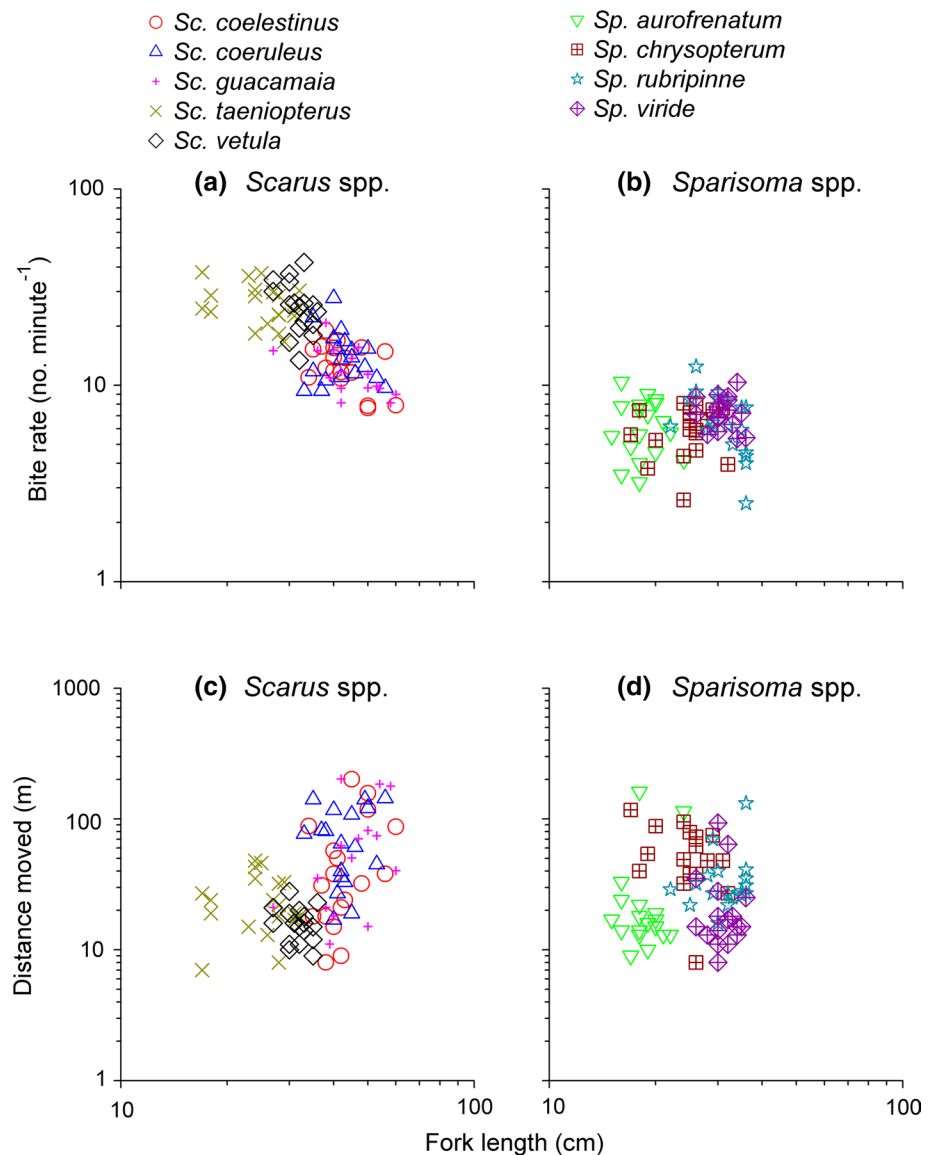 Sc. coelestinus
Sc. coeruleus
Sc. guacamaia
Sc. taeniopterus
Sc. vetula
Sp. aurofrenatum
Sp. chrysopterum
Sp. rubripinne
Sp. viride
(a) Scarus spp.
(b) Sparisoma spp.
100
10
1
Bite rate (no. minute⁻¹)
(c) Scarus spp.
(d) Sparisoma spp.
1000
100
10
1
Distance moved (m)
10
100
10
100
Fork length (cm)